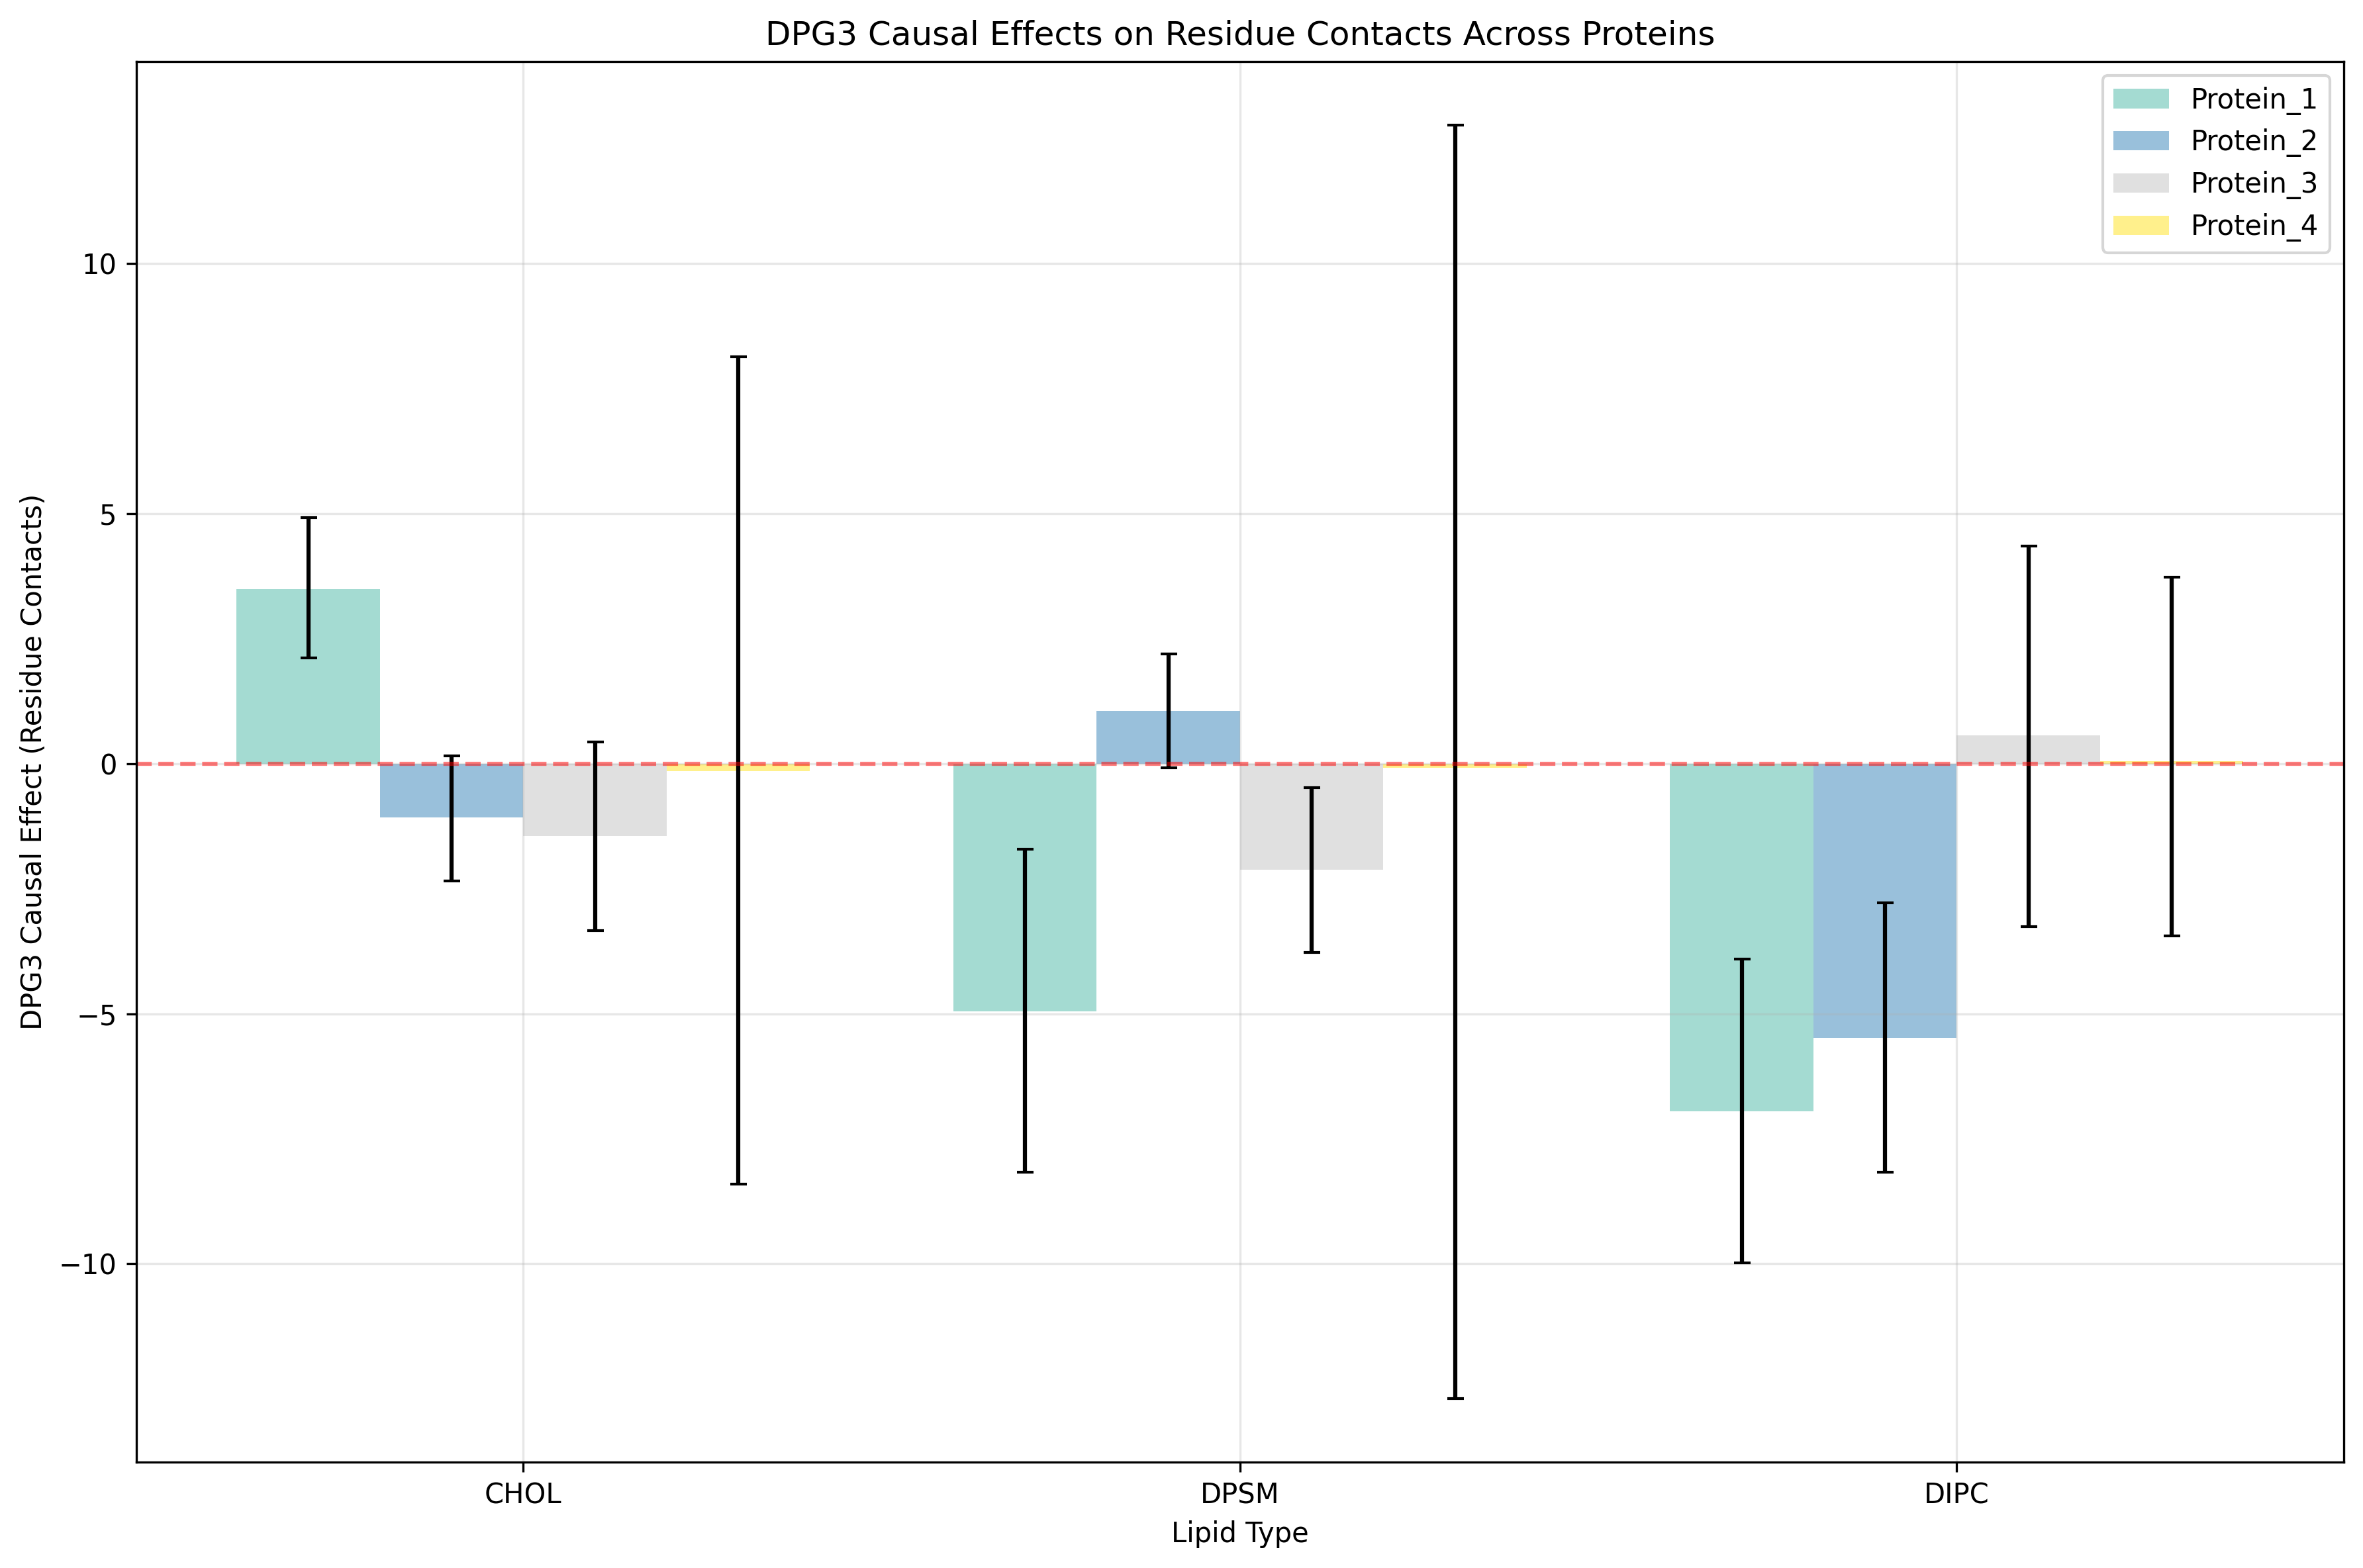 DPG3 Causal Effects on Residue Contacts Across Proteins
Protein_1
Protein_2
Protein_3
Protein_4
DPG3 Causal Effect (Residue Contacts)
10
5
0
−5
−10
CHOL
DPSM
DIPC
Lipid Type